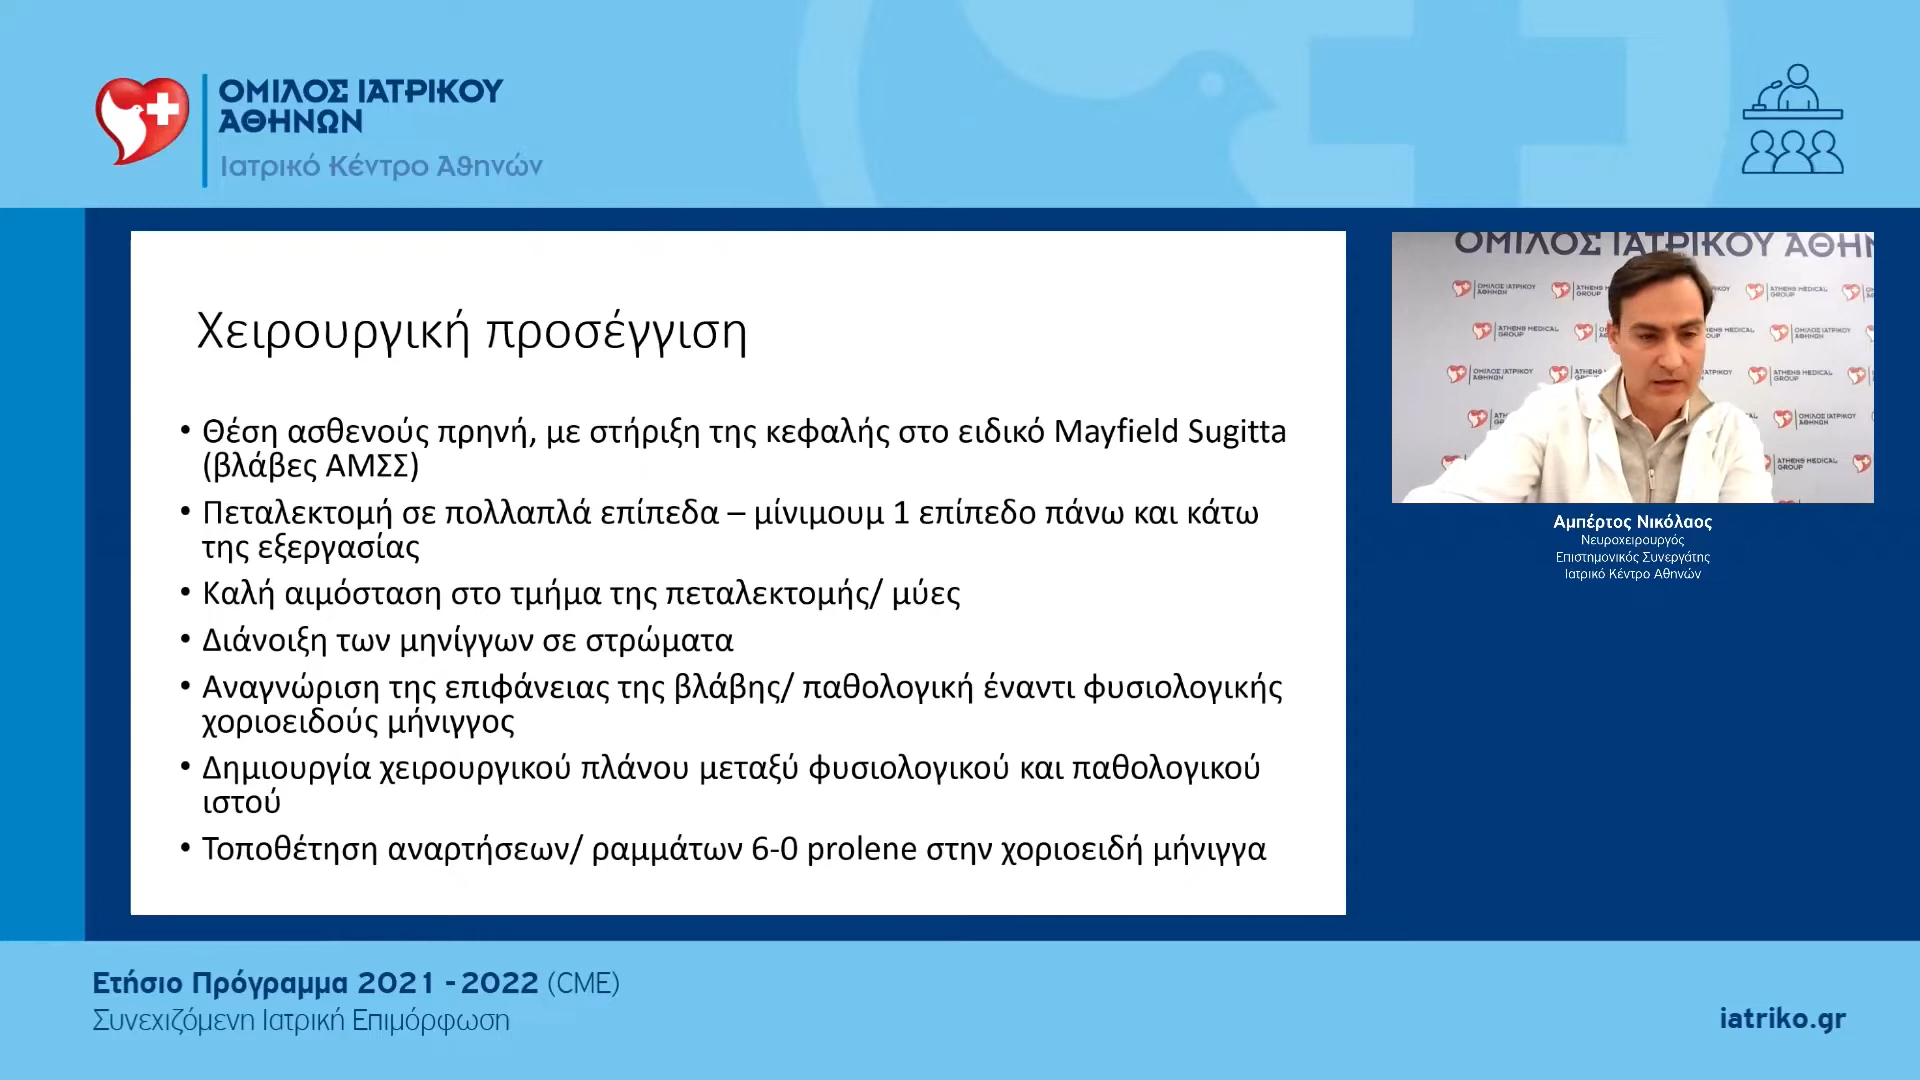 ΟΜΙΛΟΣ ΙΑΤΡΙΚΟΥ
ΑΘΗΝΩΝ
Ιατρικό Κέντρο Αθηνών
Χειρουργική προσέγγιση
• Θέση ασθενούς πρηνή, με στήριξη της κεφαλής στο ειδικό Mayfield Sugitta
(βλάβες ΑΜΣΣ)
• Πεταλεκτομή σε πολλαπλά επίπεδα – μίνιμουμ 1 επίπεδο πάνω και κάτω
της εξεργασίας
• Καλή αιμόσταση στο τμήμα της πεταλεκτομής/ μύες
• Διάνοιξη των μηνίγγων σε στρώματα
• Αναγνώριση της επιφάνειας της βλάβης/ παθολογική έναντι φυσιολογικής
χοριοειδούς μήνιγγος
• Δημιουργία χειρουργικού πλάνου μεταξύ φυσιολογικού και παθολογικού
ιστού
• Τοποθέτηση αναρτήσεων/ ραμμάτων 6-0 prolene στην χοριοειδή μήνιγγα
ΟΜΙΛΟΣ ΙΑΤΡΙΚΟΥ
Αμπέρτος Νικόλαος
Νευροχειρουργός
Επιστημονικός Συνεργάτης
Ιατρικό Κέντρο Αθηνών
Ετήσιο Πρόγραμμα 2021 - 2022 (CME)
Συνεχιζόμενη Ιατρική Επιμόρφωση
iatriko.gr